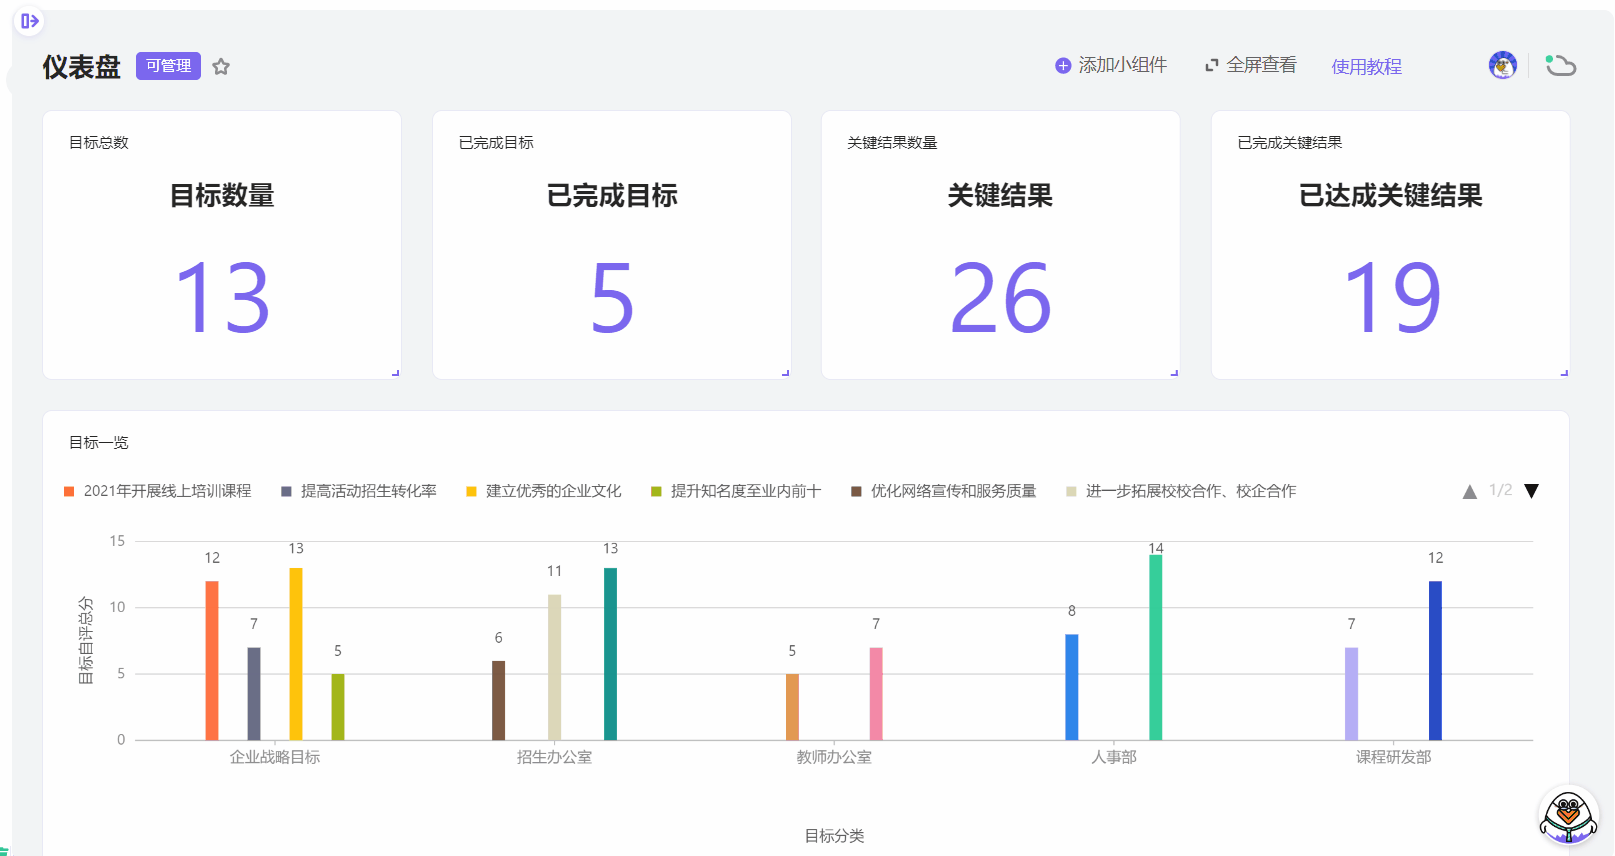 仪表盘 可管理 添加小组件 全屏查看 使用教程
目标总数 已完成目标 关键结果数量 已完成关键结果
目标数量 已完成目标 关键结果 已达成关键结果
13 5 26 19
目标一览
2021年开展线上培训课程 提高活动招生转化率 建立优秀的企业文化 提升知名度至业内前十 优化网络宣传和服务质量 进一步拓展校校合作、校企合作 1/2
目标自评总分
15
10
5
0
12 7 13 5 6 11 13 5 7 8 14 7 12
企业战略目标 招生办公室 教师办公室 人事部 课程研发部
目标分类